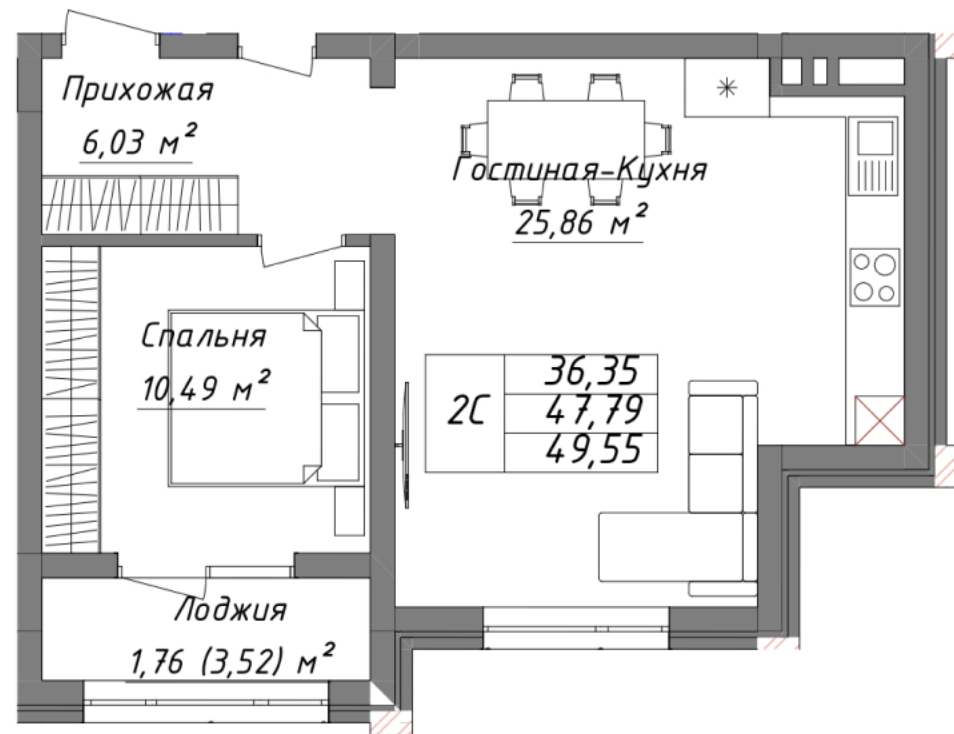 Прихожая
6,03 м²
Гостиная-Кухня
25,86 м²
Спальня
10,49 м²
2С
36,35
47,79
49,55
Лоджия
1,76 (3,52) м²